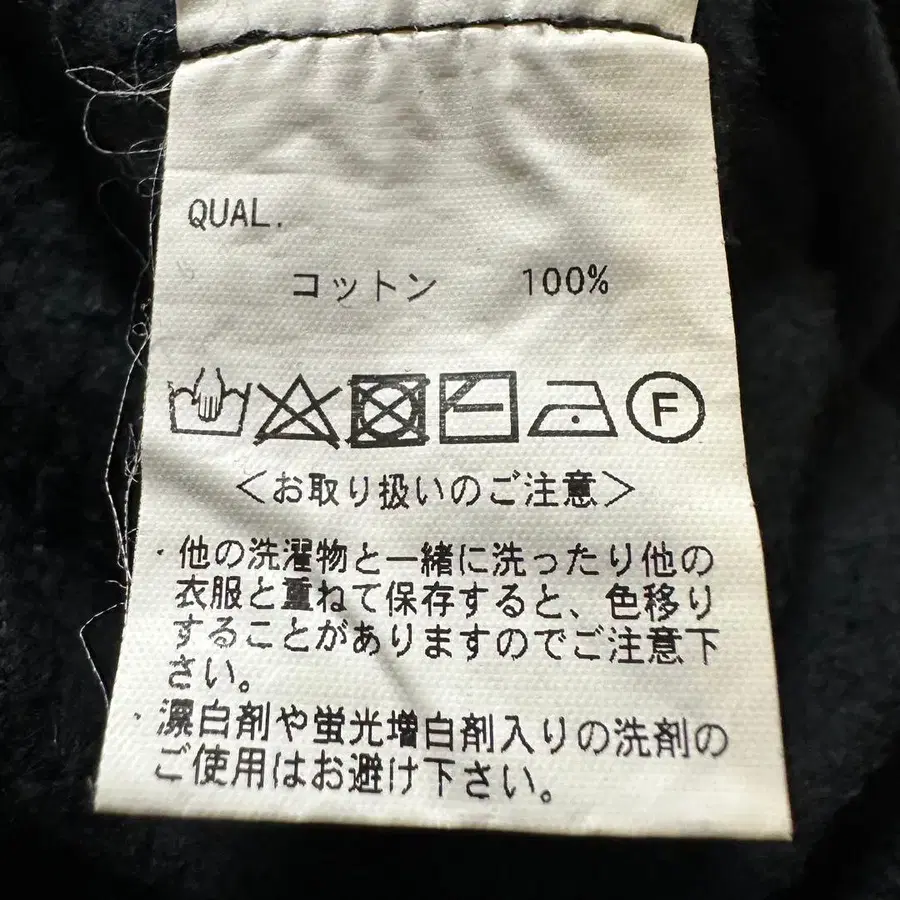 QUAL.
コットン 100%
F
＜お取り扱いのご注意＞
・他の洗濯物と一緒に洗ったり他の
衣服と重ねて保存すると、色移り
することがありますのでご注意下
さい。
・漂白剤や蛍光増白剤入りの洗剤の
ご使用はお避け下さい。